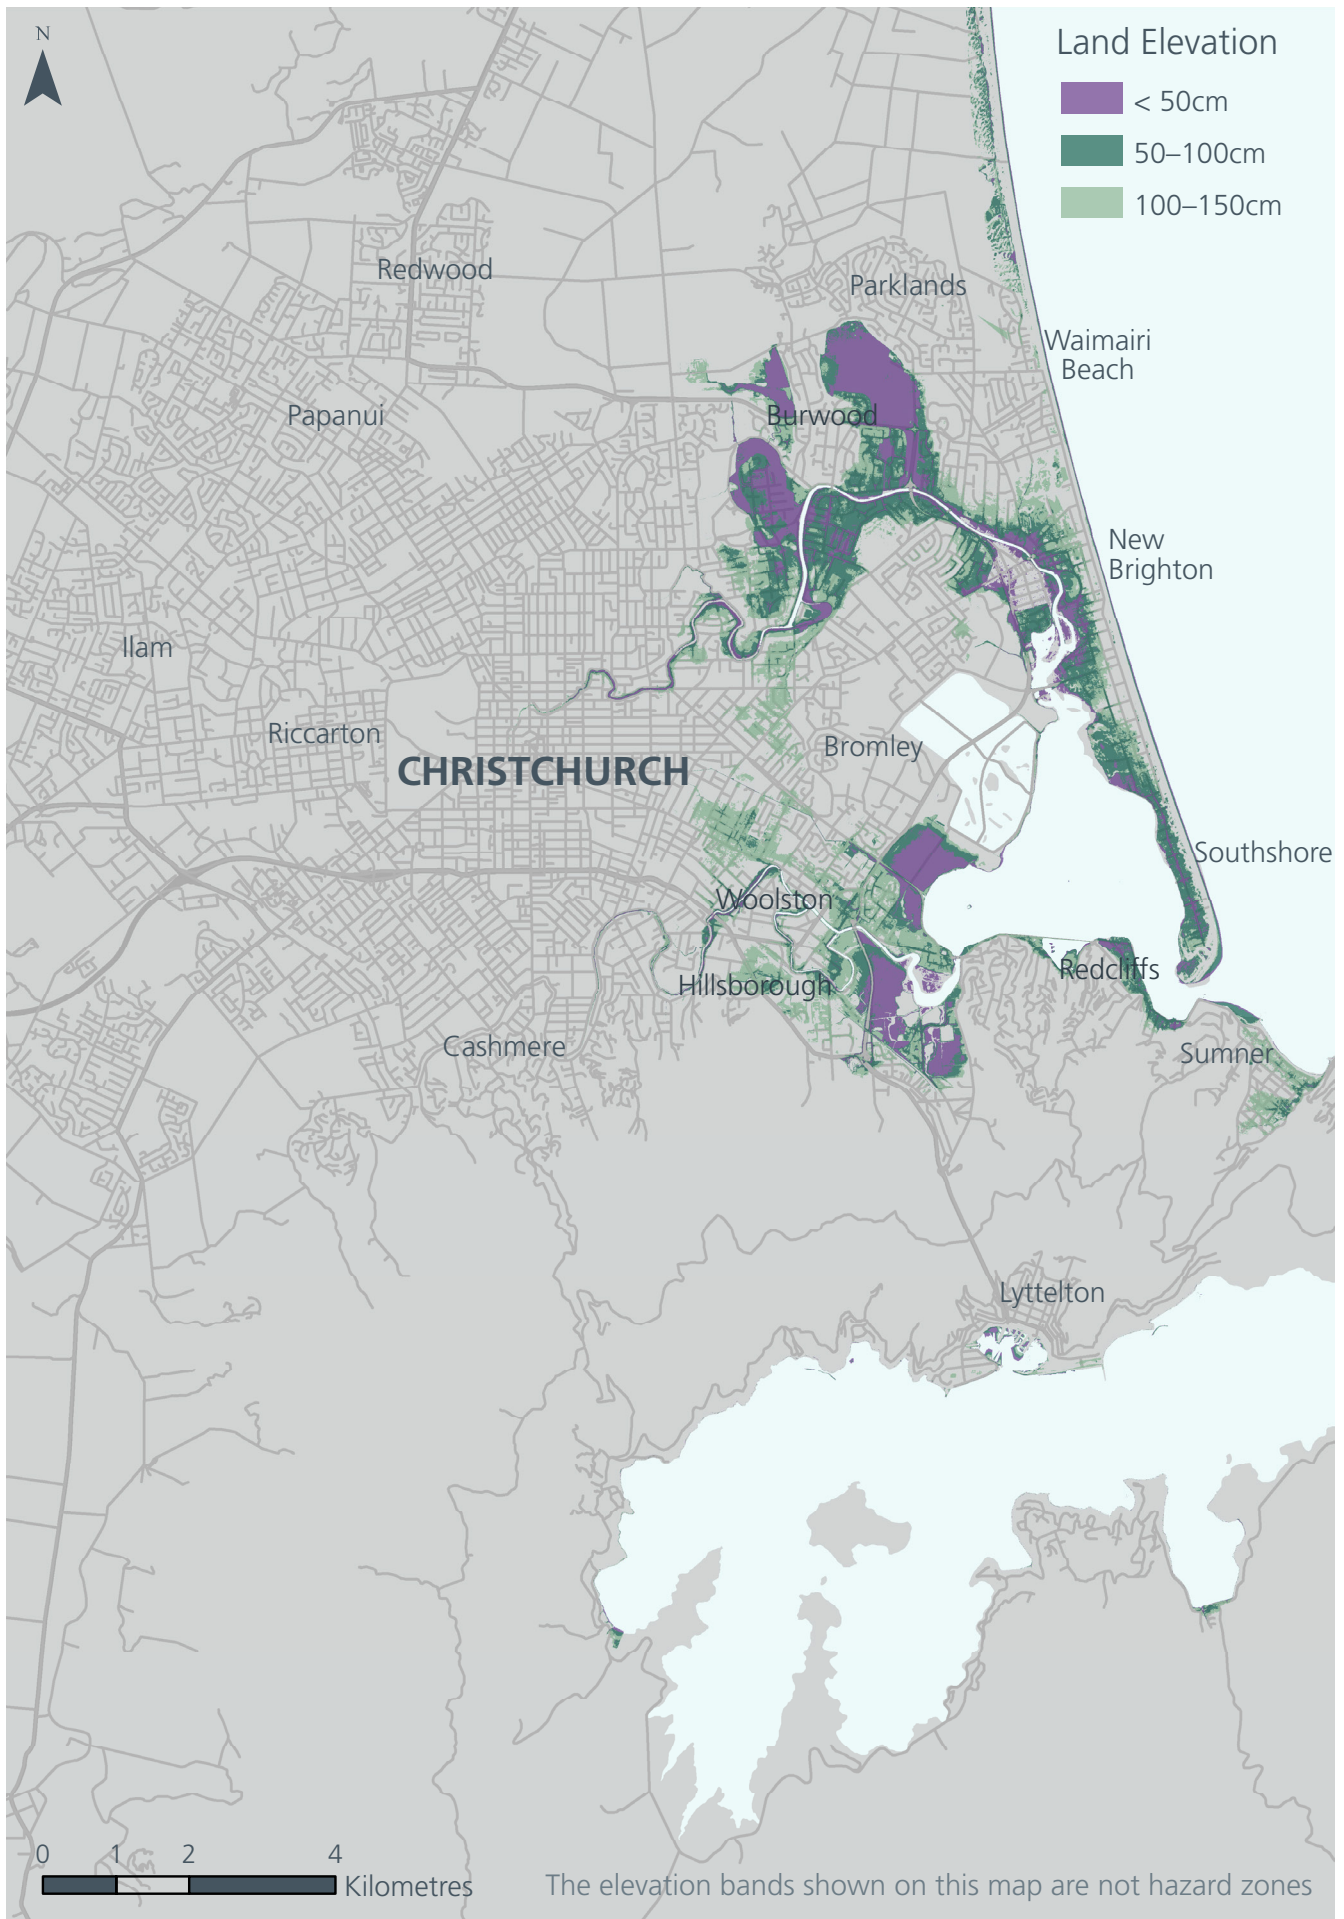 N
Land Elevation
< 50cm
50–100cm
100–150cm
Redwood
Parklands
Waimairi
Beach
Papanui
Burwood
New
Brighton
Ilam
Riccarton
Bromley
CHRISTCHURCH
Southshore
Woolston
Redcliffs
Hillsborough
Cashmere
Sumner
Lyttelton
0 1 2 4
Kilometres
The elevation bands shown on this map are not hazard zones